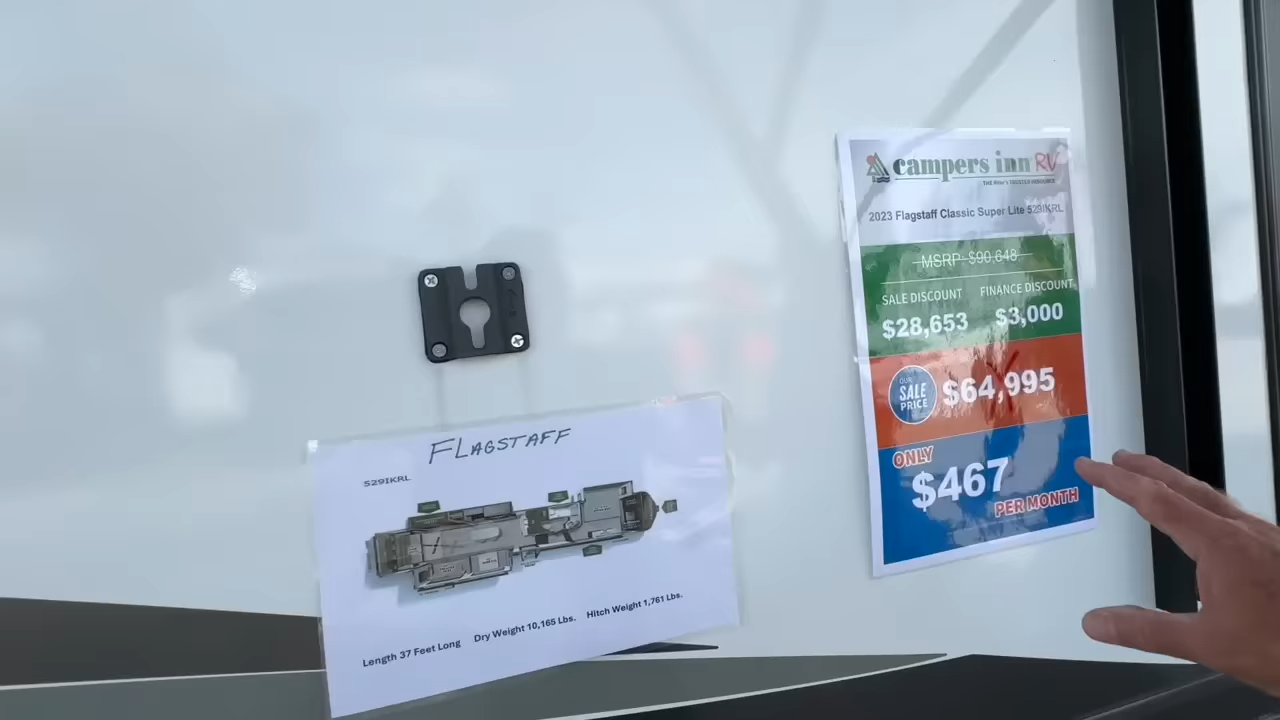 campers inn RV
2023 Flagstaff Classic Super Lite 529IKRL
MSRP $90,648
SALE DISCOUNT FINANCE DISCOUNT
$28,653 $3,000
OUR
SALE
PRICE
$64,995
ONLY
$467
PER MONTH
FLAGSTAFF
529IKRL
Length 37 Feet Long Dry Weight 10,165 Lbs. Hitch Weight 1,761 Lbs.